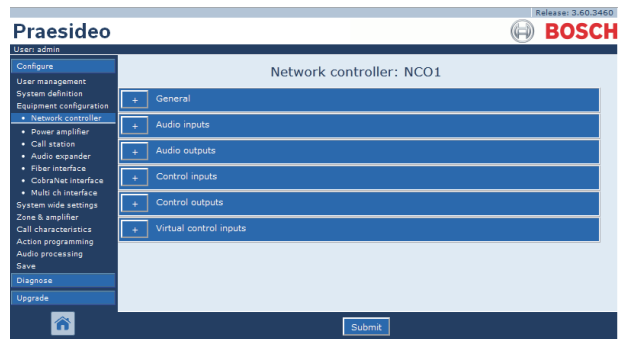 Release: 3.60.3460
Praesideo
BOSCH
User: admin
Configure
User management
System definition
Equipment configuration
• Network controller
• Power amplifier
• Call station
• Audio expander
• Fiber interface
• CobraNet interface
• Multi ch interface
System wide settings
Zone & amplifier
Call characteristics
Action programming
Audio processing
Save
Diagnose
Upgrade
Network controller: NCO1
+ General
+ Audio inputs
+ Audio outputs
+ Control inputs
+ Control outputs
+ Virtual control inputs
Submit